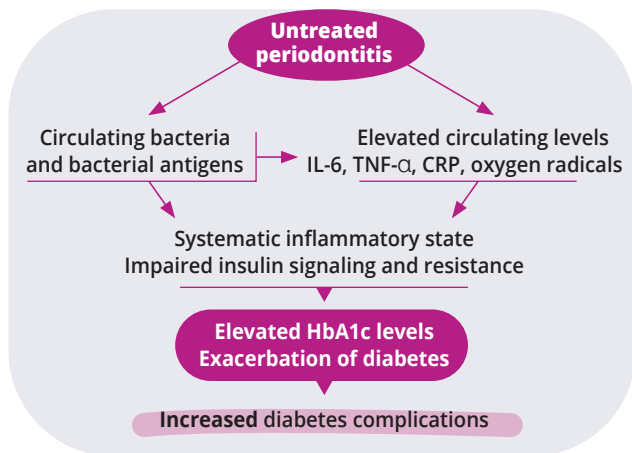 Untreated
periodontitis
Circulating bacteria
and bacterial antigens
Elevated circulating levels
IL-6, TNF-α, CRP, oxygen radicals
Systematic inflammatory state
Impaired insulin signaling and resistance
Elevated HbA1c levels
Exacerbation of diabetes
Increased diabetes complications